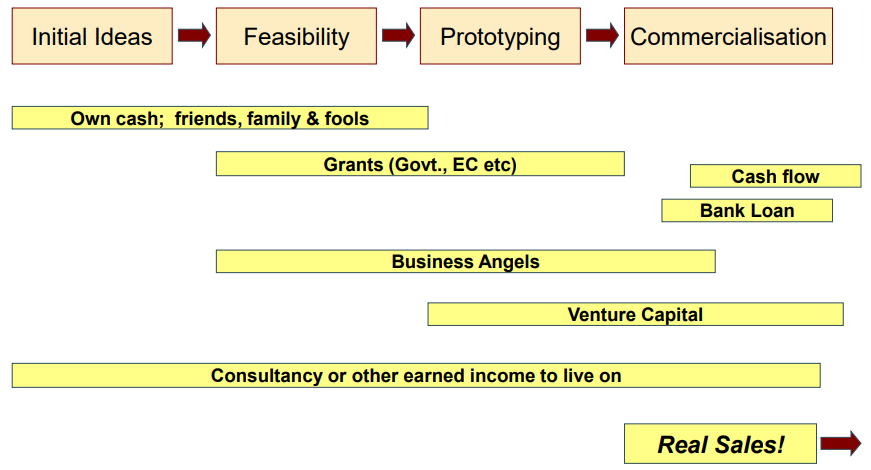 Initial Ideas
Feasibility
Prototyping
Commercialisation
Own cash;  friends, family & fools
Grants (Govt., EC etc)
Cash flow
Bank Loan
Business Angels
Venture Capital
Consultancy or other earned income to live on
Real Sales!